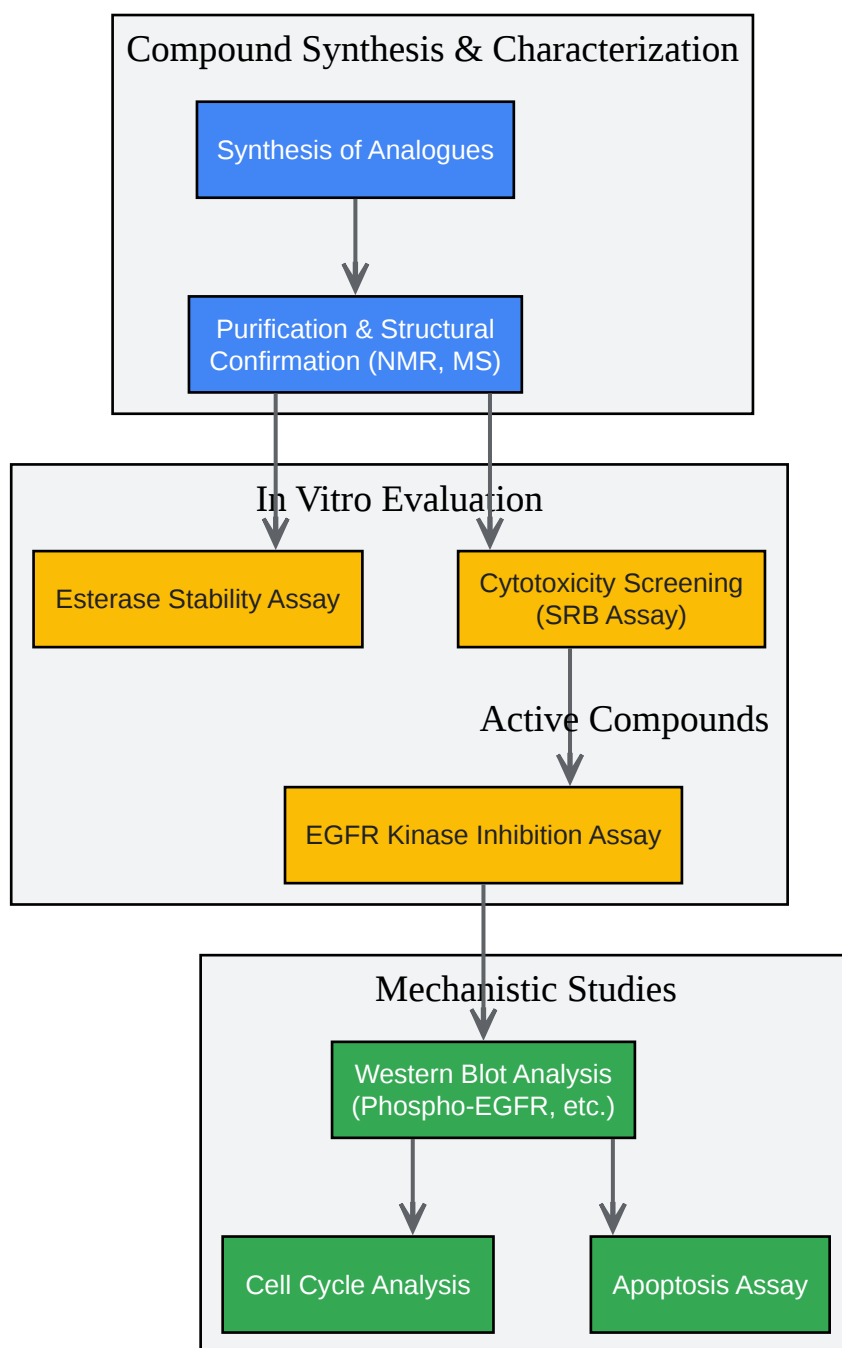 Compound Synthesis & Characterization
Synthesis of Analogues
Purification & Structural
Confirmation (NMR, MS)
In Vitro Evaluation
Esterase Stability Assay
Cytotoxicity Screening
(SRB Assay)
Active Compounds
EGFR Kinase Inhibition Assay
Mechanistic Studies
Western Blot Analysis
(Phospho-EGFR, etc.)
Cell Cycle Analysis
Apoptosis Assay